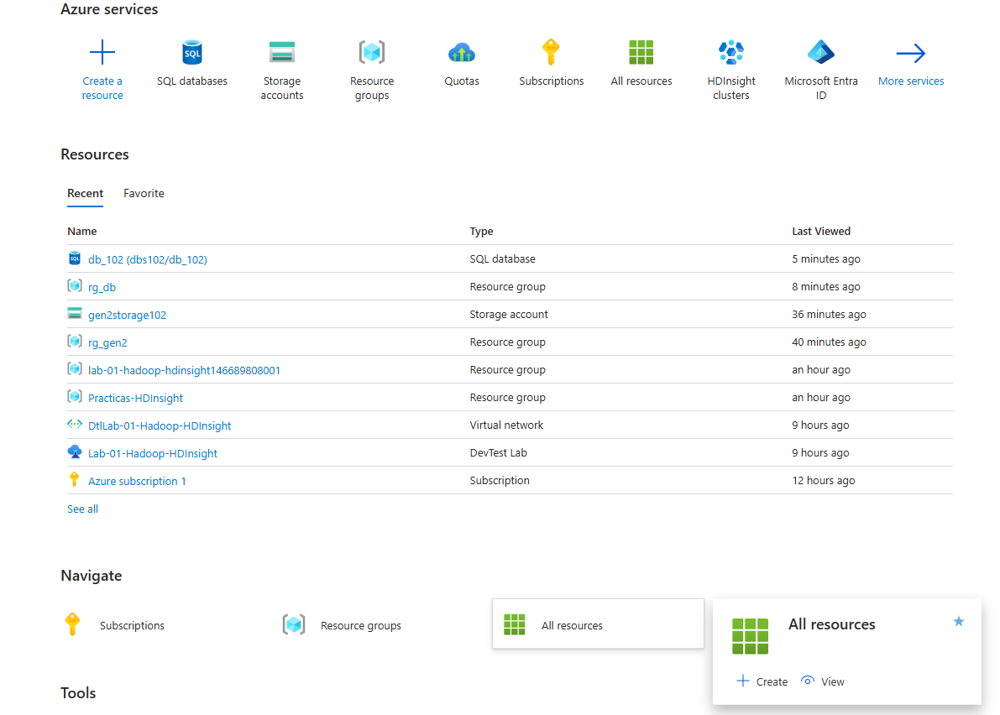 Azure services
Create a resource
SQL databases
Storage accounts
Resource groups
Quotas
Subscriptions
All resources
HDInsight clusters
Microsoft Entra ID
More services
Resources
Recent Favorite
Name Type Last Viewed
SQL db_102 (dbs102/db_102) SQL database 5 minutes ago
rg_db Resource group 8 minutes ago
gen2storage102 Storage account 36 minutes ago
rg_gen2 Resource group 40 minutes ago
lab-01-hadoop-hdinsight146689808001 Resource group an hour ago
Practicas-HDInsight Resource group an hour ago
DtlLab-01-Hadoop-HDInsight Virtual network 9 hours ago
Lab-01-Hadoop-HDInsight DevTest Lab 9 hours ago
Azure subscription 1 Subscription 12 hours ago
See all
Navigate
Subscriptions Resource groups All resources
All resources
Create View
Tools